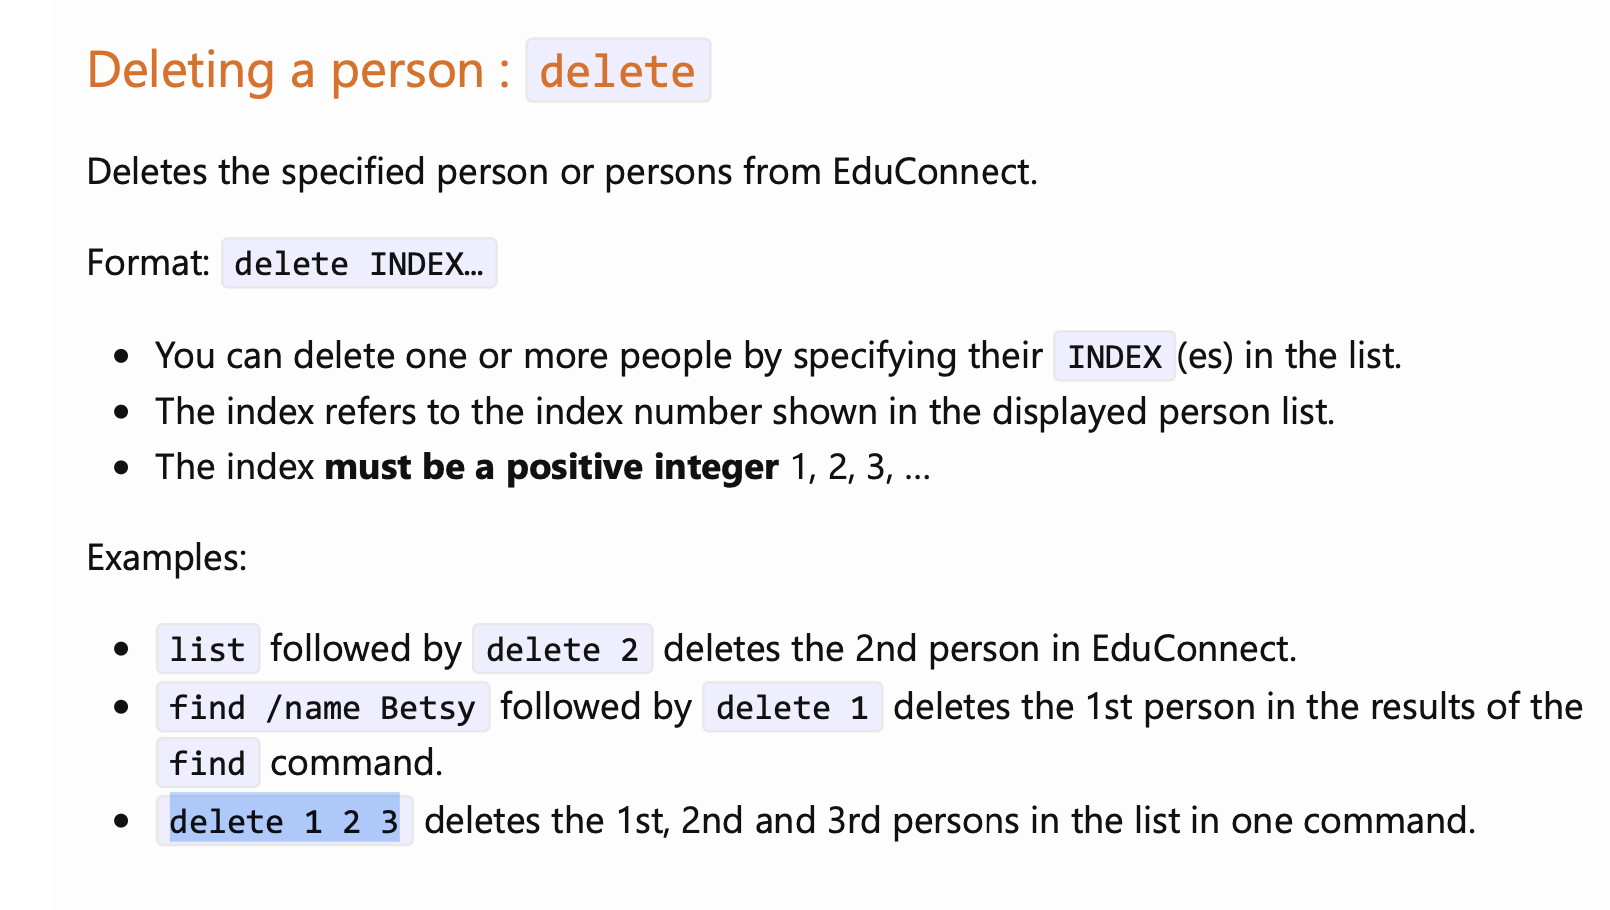 Deleting a person : delete
Deletes the specified person or persons from EduConnect.
Format: delete INDEX…
• You can delete one or more people by specifying their INDEX (es) in the list.
• The index refers to the index number shown in the displayed person list.
• The index must be a positive integer 1, 2, 3, …
Examples:
• list followed by delete 2 deletes the 2nd person in EduConnect.
• find /name Betsy followed by delete 1 deletes the 1st person in the results of the
find command.
• delete 1 2 3 deletes the 1st, 2nd and 3rd persons in the list in one command.